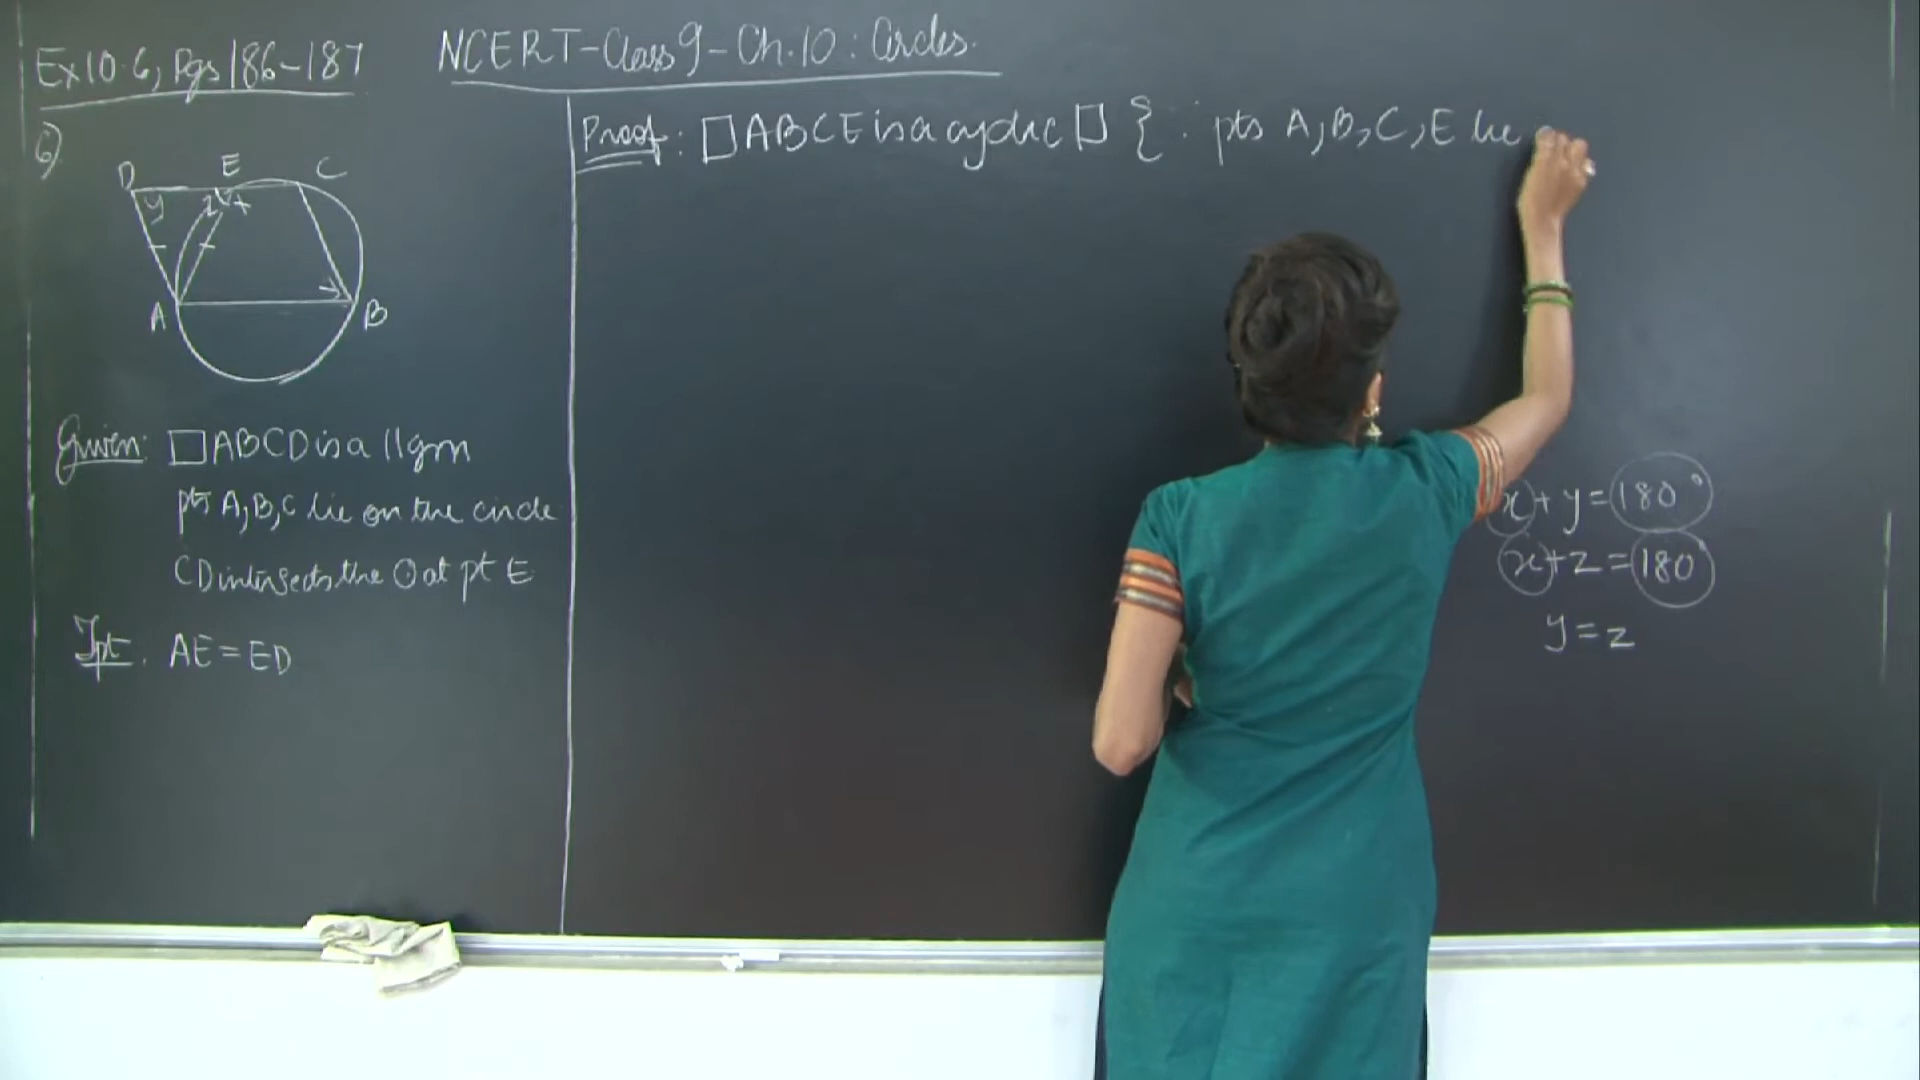 Ex 10.6, Pgs 186-187
NCERT-Class 9-Ch.10: Circles.
6)
D E C
y z x
A B
Given: □ABCD is a ||gm
pts A, B, C lie on the circle
CD intersects the ⊙ at pt E
Tpt. AE = ED
Proof: □ABCE is a cyclic □ { ∵ pts A, B, C, E lie
x + y = 180°
x + z = 180°
y = z